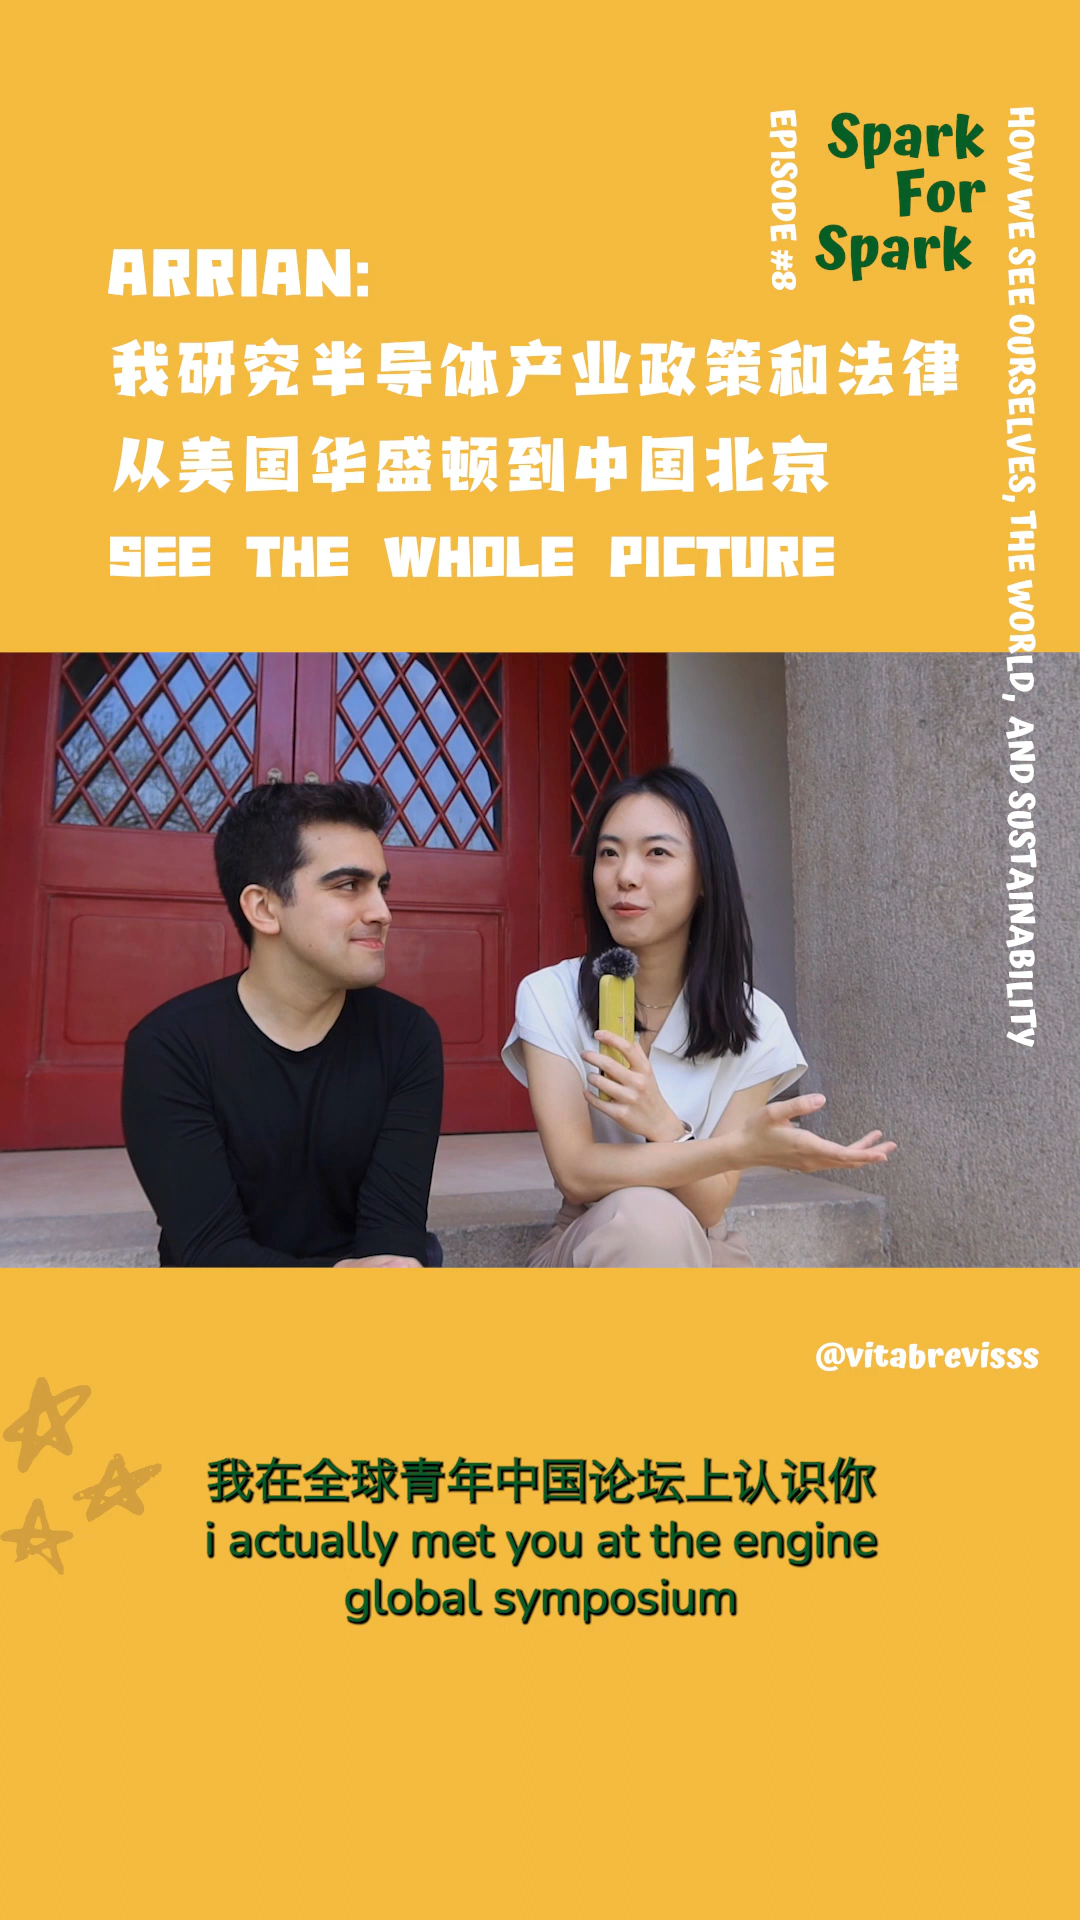 EPISODE #8
Spark
For
Spark
HOW WE SEE OURSELVES, THE WORLD, AND SUSTAINABILITY
ARRIAN:
我研究半导体产业政策和法律
从美国华盛顿到中国北京
SEE THE WHOLE PICTURE
@vitabrevisss
我在全球青年中国论坛上认识你
i actually met you at the engine
global symposium